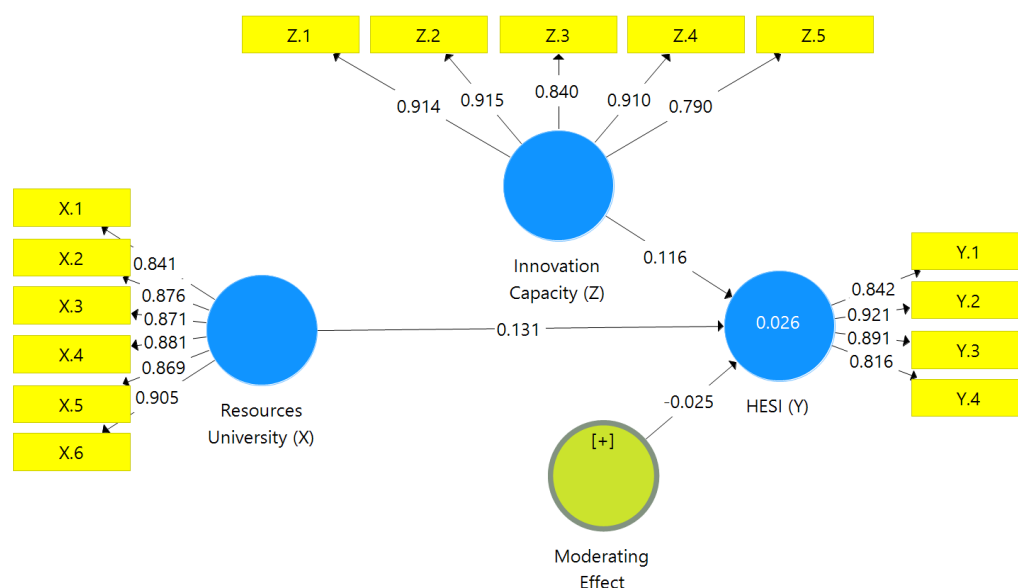 Z.1
Z.2
Z.3
Z.4
Z.5
0.914
0.915
0.840
0.910
0.790
Innovation
Capacity (Z)
X.1
X.2
X.3
X.4
X.5
X.6
0.841
0.876
0.871
0.881
0.869
0.905
Resources
University (X)
0.116
0.131
-0.025
0.026
HESI (Y)
0.842
0.921
0.891
0.816
Y.1
Y.2
Y.3
Y.4
[+]
Moderating
Effect